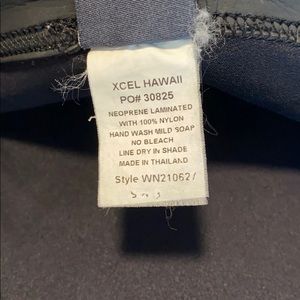 XCEL HAWAII
PO# 30825
NEOPRENE LAMINATED
WITH 100% NYLON
HAND WASH MILD SOAP
NO BLEACH
LINE DRY IN SHADE
MADE IN THAILAND
Style WN21062/